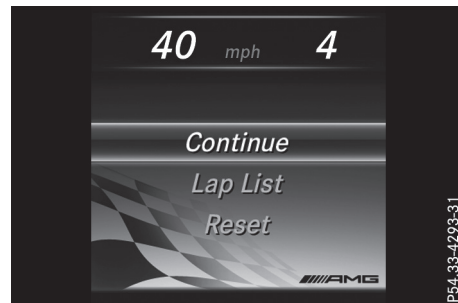 40 mph 4
Continue
Lap List
Reset
AMG
P54.33-4293-31